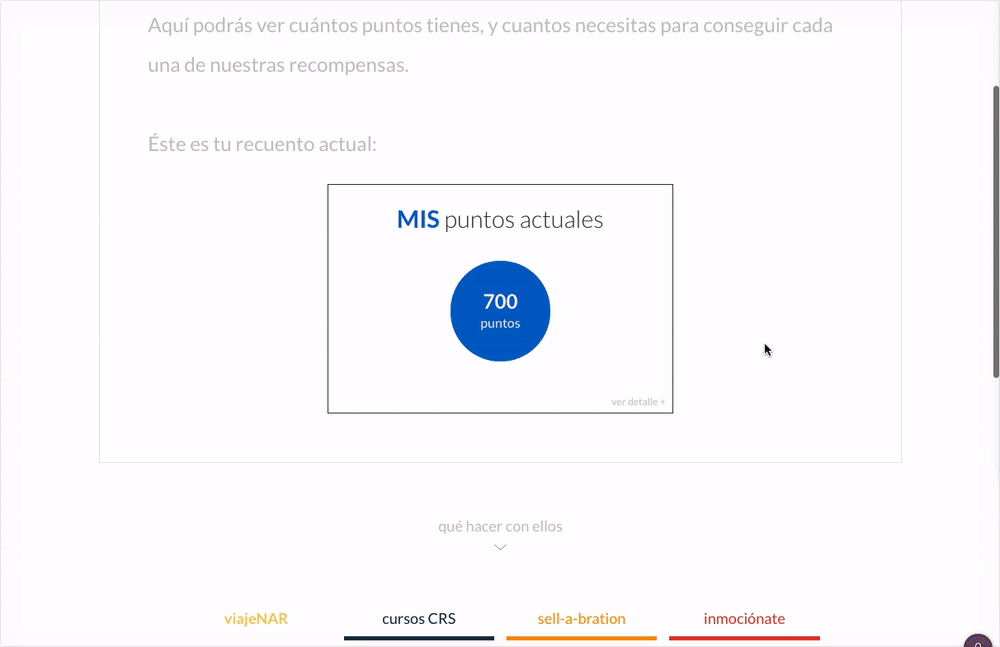 Aquí podrás ver cuántos puntos tienes, y cuantos necesitas para conseguir cada
una de nuestras recompensas.
Éste es tu recuento actual:
MIS puntos actuales
700
puntos
ver detalle +
qué hacer con ellos
viajeNAR
cursos CRS
sell-a-bration
inmociónate